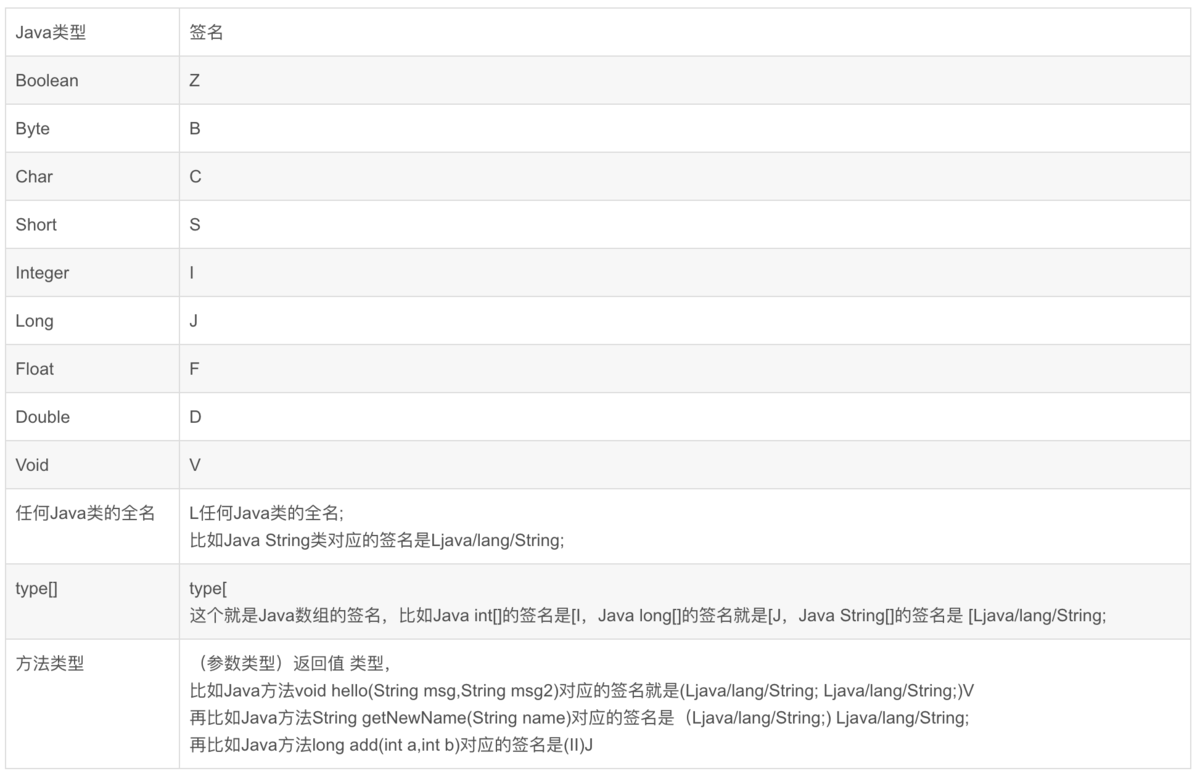 Java类型 签名
Boolean Z
Byte B
Char C
Short S
Integer I
Long J
Float F
Double D
Void V
任何Java类的全名 L任何Java类的全名;
比如Java String类对应的签名是Ljava/lang/String;
type[] type[
这个就是Java数组的签名，比如Java int[]的签名是[I，Java long[]的签名就是[J，Java String[]的签名是 [Ljava/lang/String;
方法类型 （参数类型）返回值 类型，
比如Java方法void hello(String msg,String msg2)对应的签名就是(Ljava/lang/String; Ljava/lang/String;)V
再比如Java方法String getNewName(String name)对应的签名是（Ljava/lang/String;) Ljava/lang/String;
再比如Java方法long add(int a,int b)对应的签名是(II)J